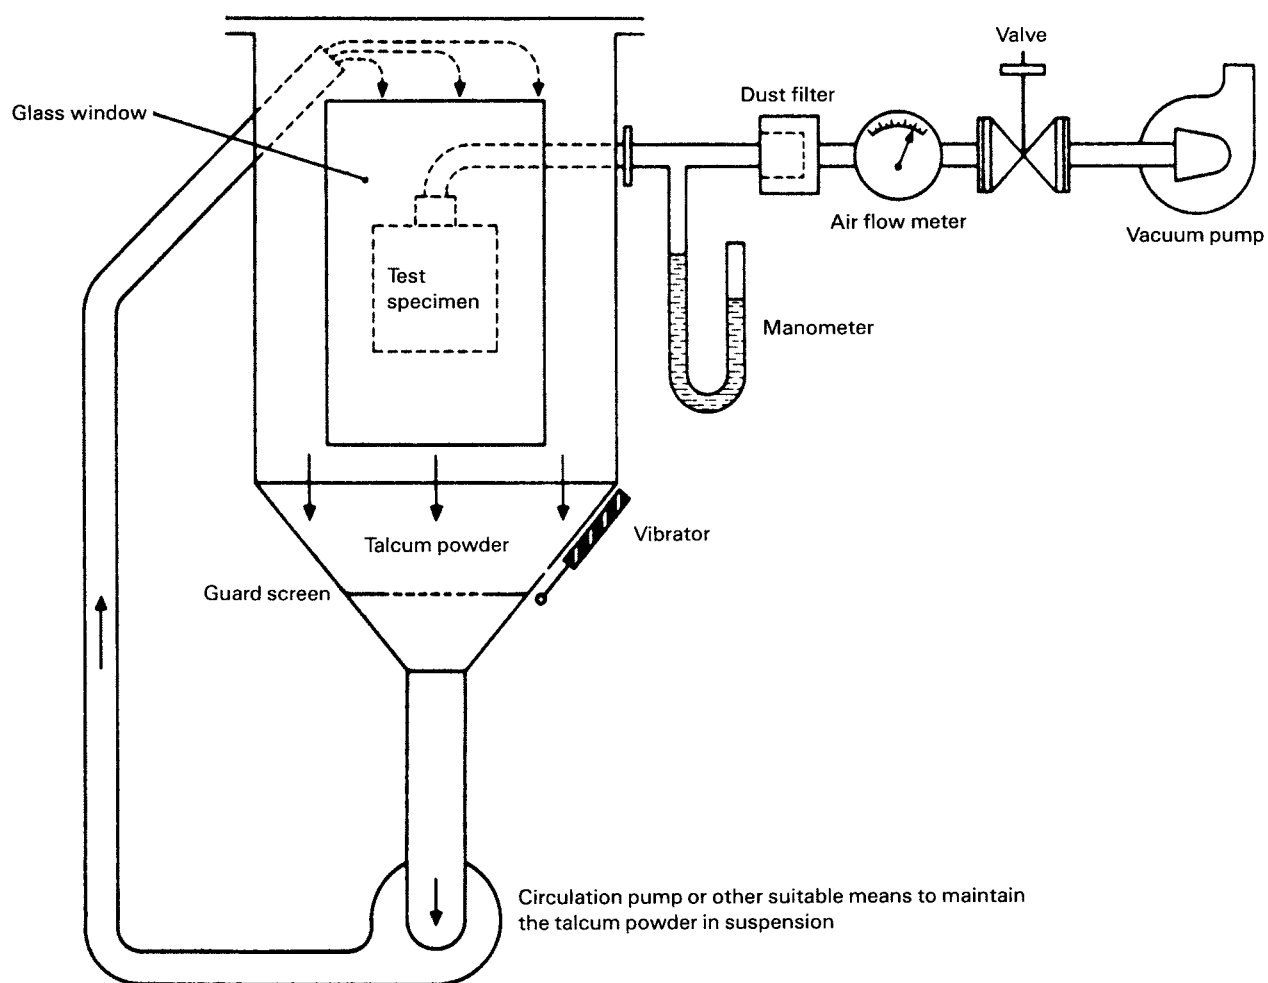 Valve
Dust filter
Glass window
Air flow meter
Vacuum pump
Test
specimen
Manometer
Vibrator
Talcum powder
Guard screen
Circulation pump or other suitable means to maintain
the talcum powder in suspension